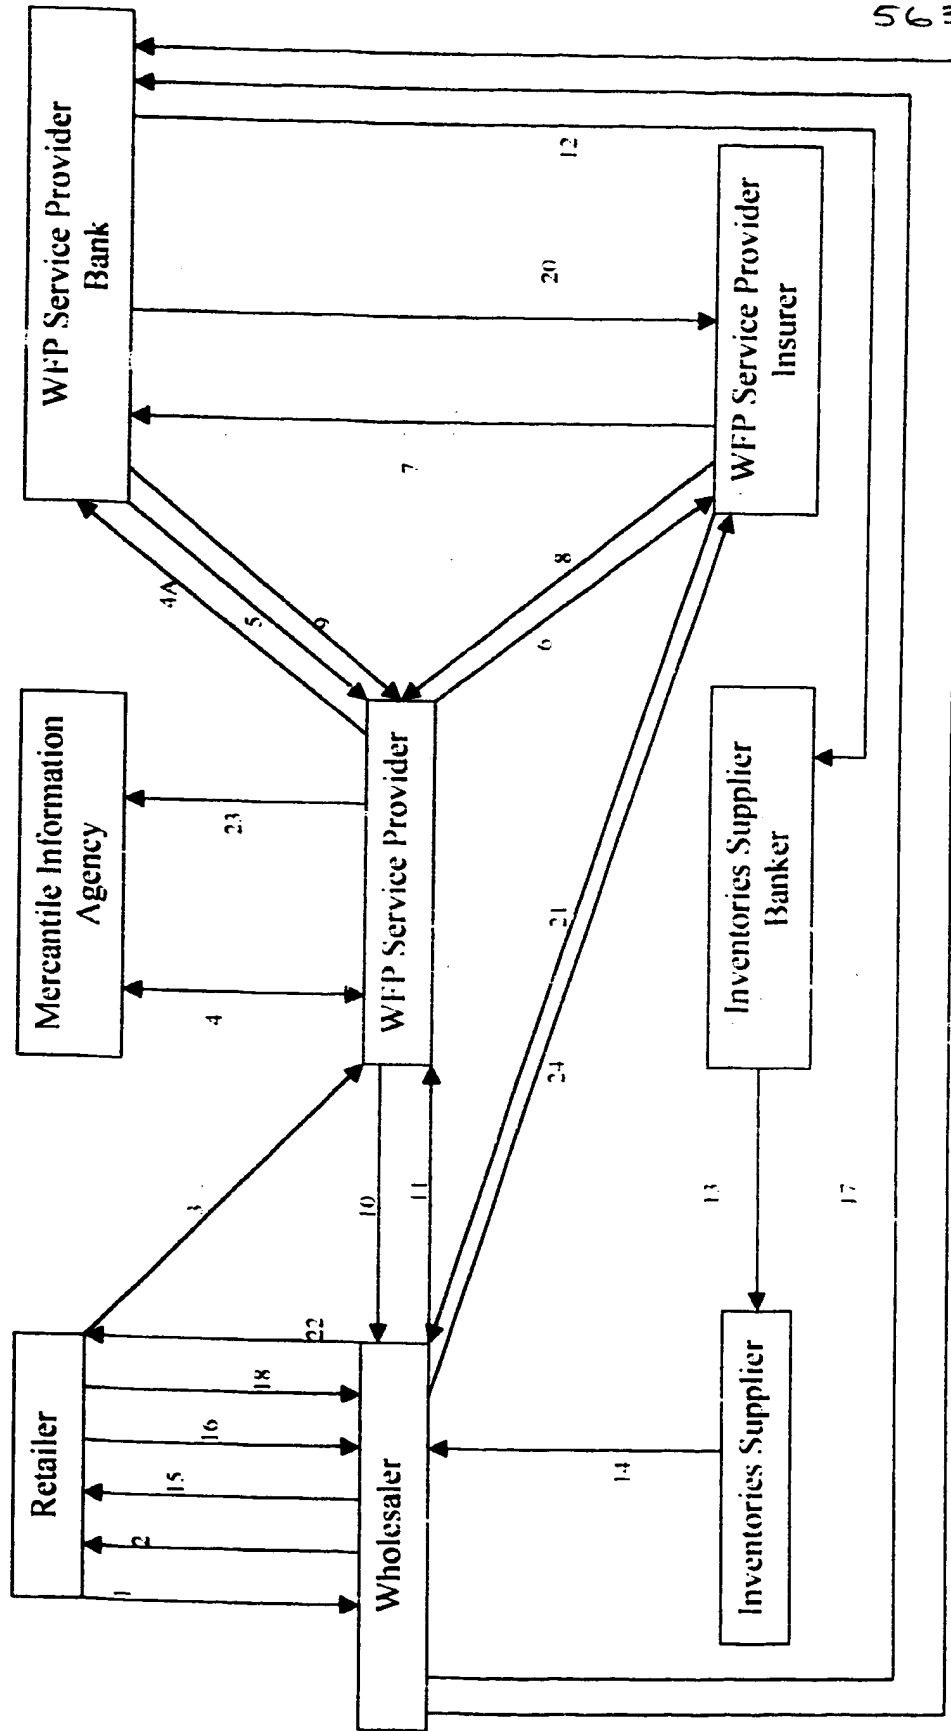 563
Retailer
Mercantile Information
Agency
WFP Service Provider
Bank
1
2
15
16
18
22
3
4
23
4A
5
9
7
20
12
Wholesaler
WFP Service Provider
10
11
8
6
21
24
14
13
17
Inventories Supplier
Inventories Supplier
Banker
WFP Service Provider
Insurer